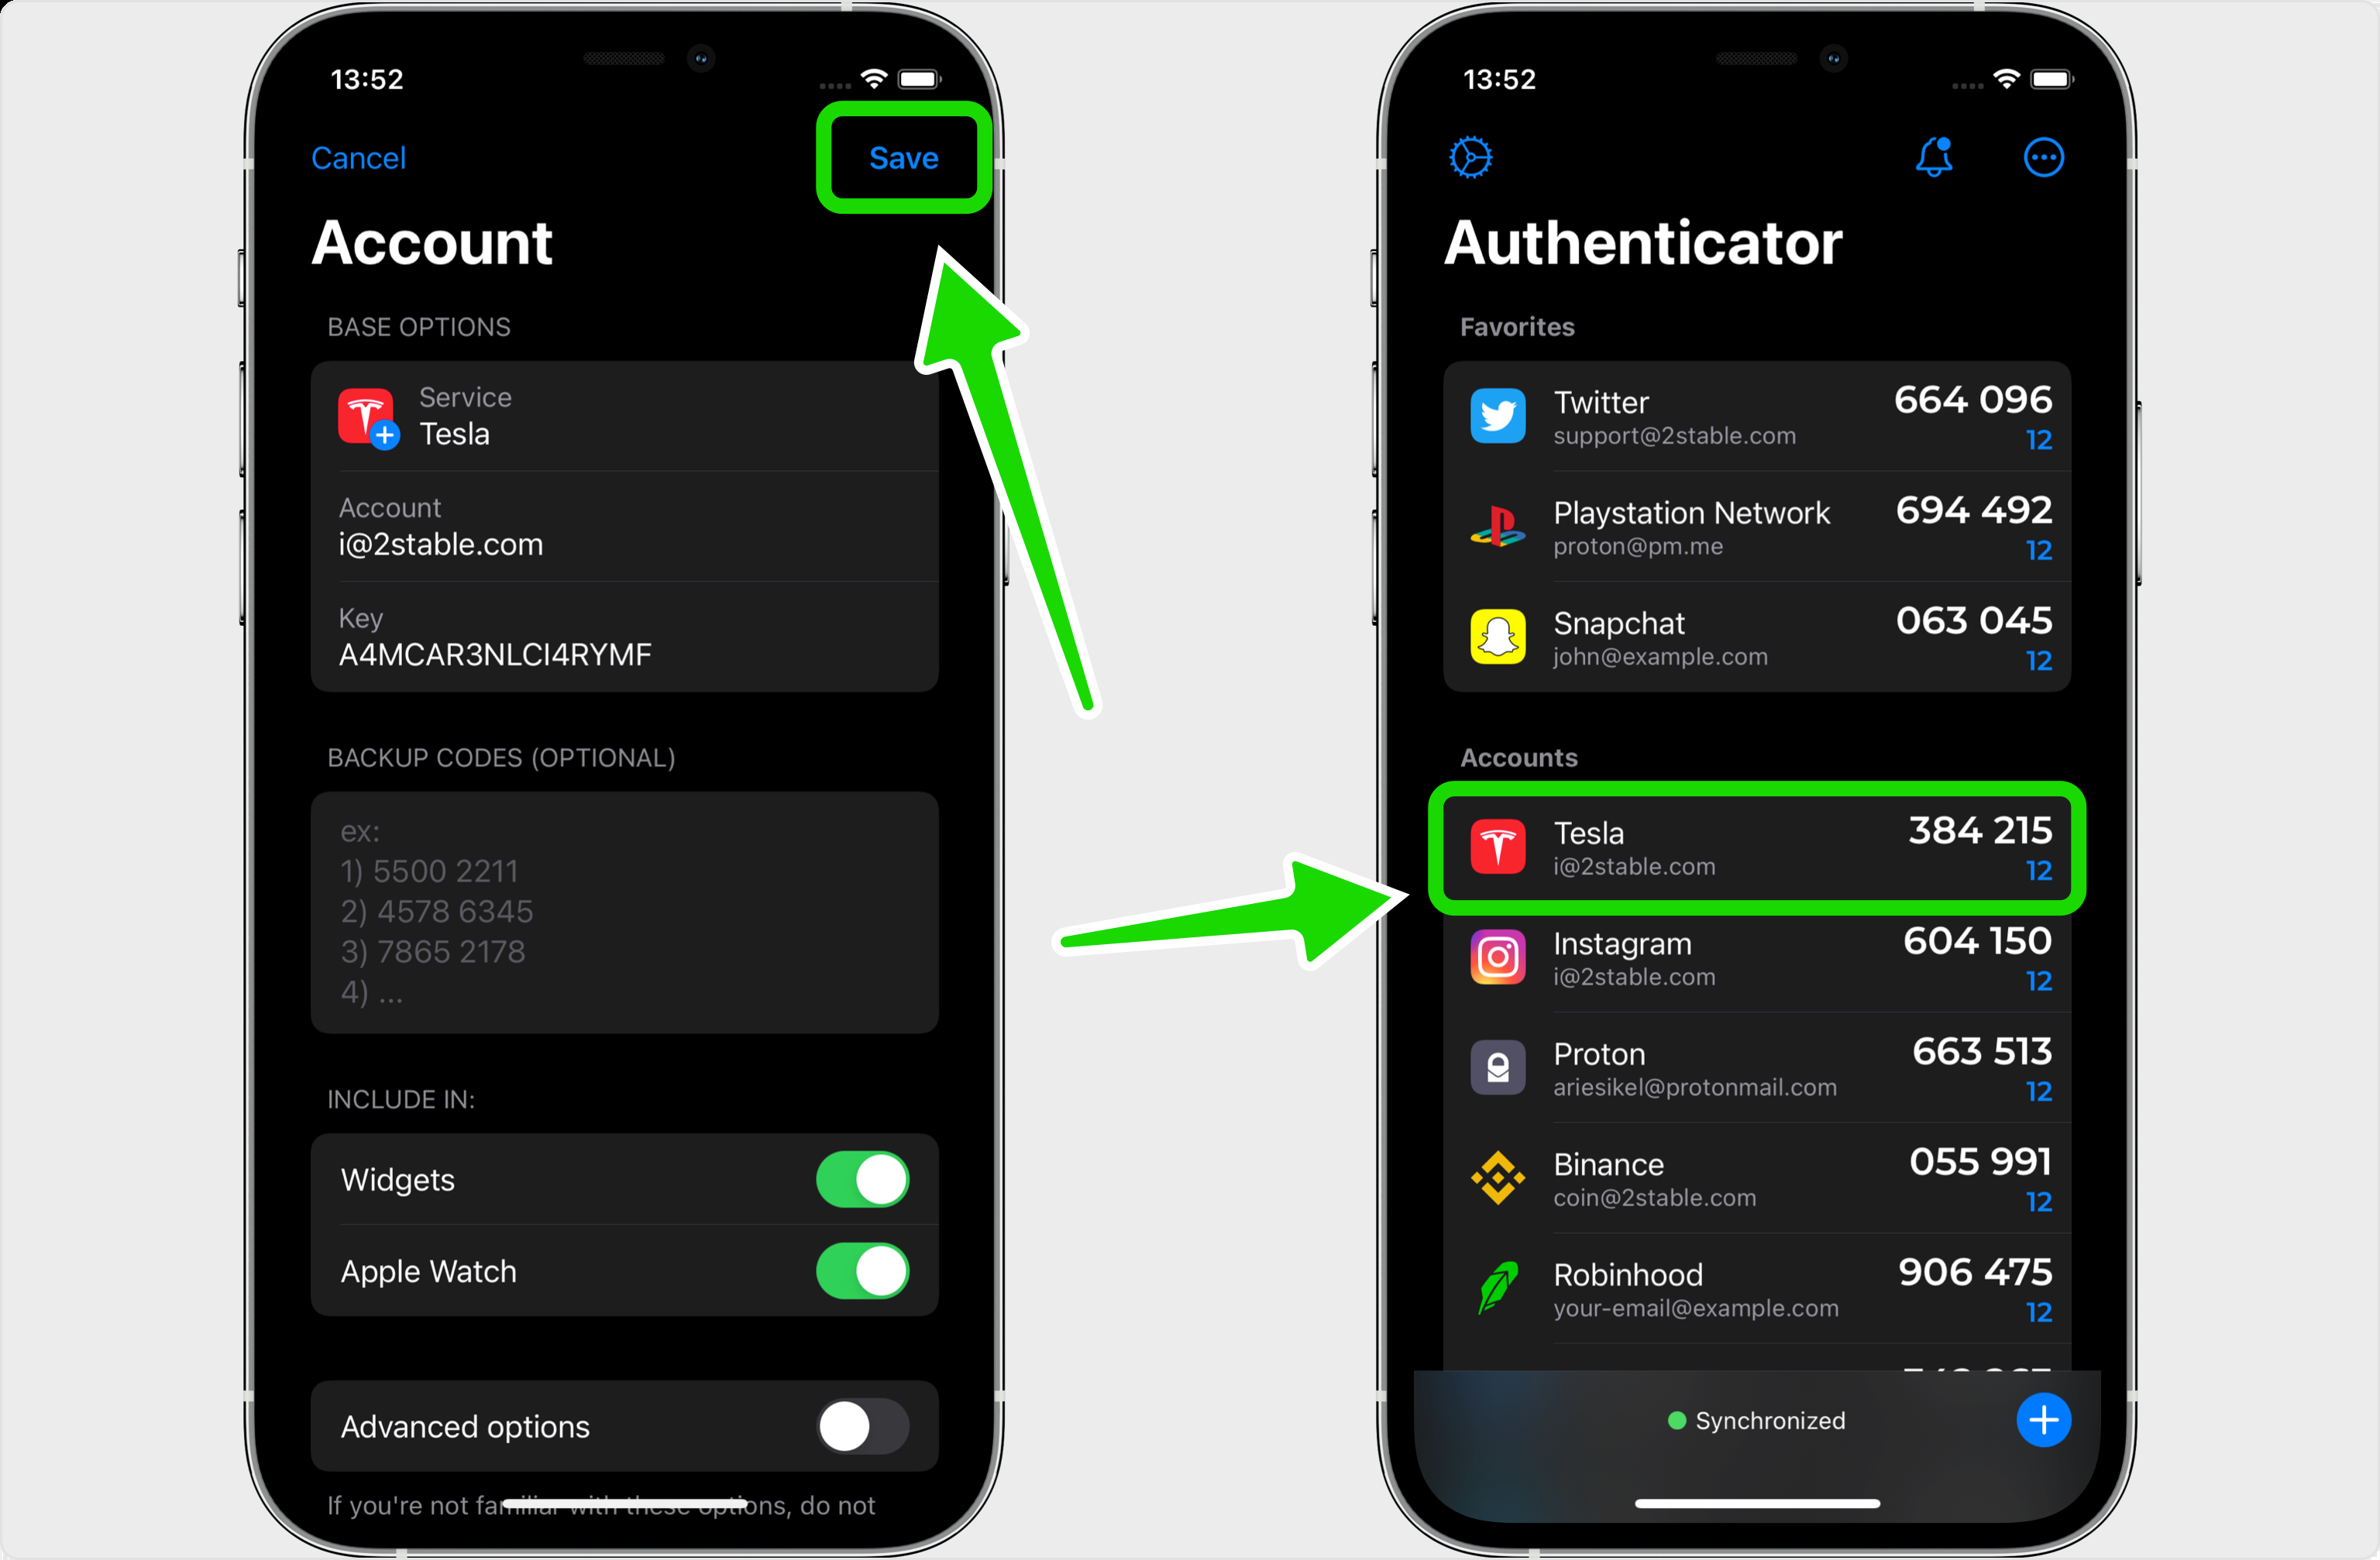 13:52
Cancel
Save
Account
BASE OPTIONS
Service
Tesla
Account
i@2stable.com
Key
A4MCAR3NLCI4RYMF
BACKUP CODES (OPTIONAL)
ex:
1) 5500 2211
2) 4578 6345
3) 7865 2178
4) ...
INCLUDE IN:
Widgets
Apple Watch
Advanced options
If you're not familiar with these options, do not
13:52
Authenticator
Favorites
Twitter
664 096
support@2stable.com
12
Playstation Network
694 492
proton@pm.me
12
Snapchat
063 045
john@example.com
12
Accounts
Tesla
384 215
i@2stable.com
12
Instagram
604 150
i@2stable.com
12
Proton
663 513
ariesikel@protonmail.com
12
Binance
055 991
coin@2stable.com
12
Robinhood
906 475
your-email@example.com
12
Synchronized